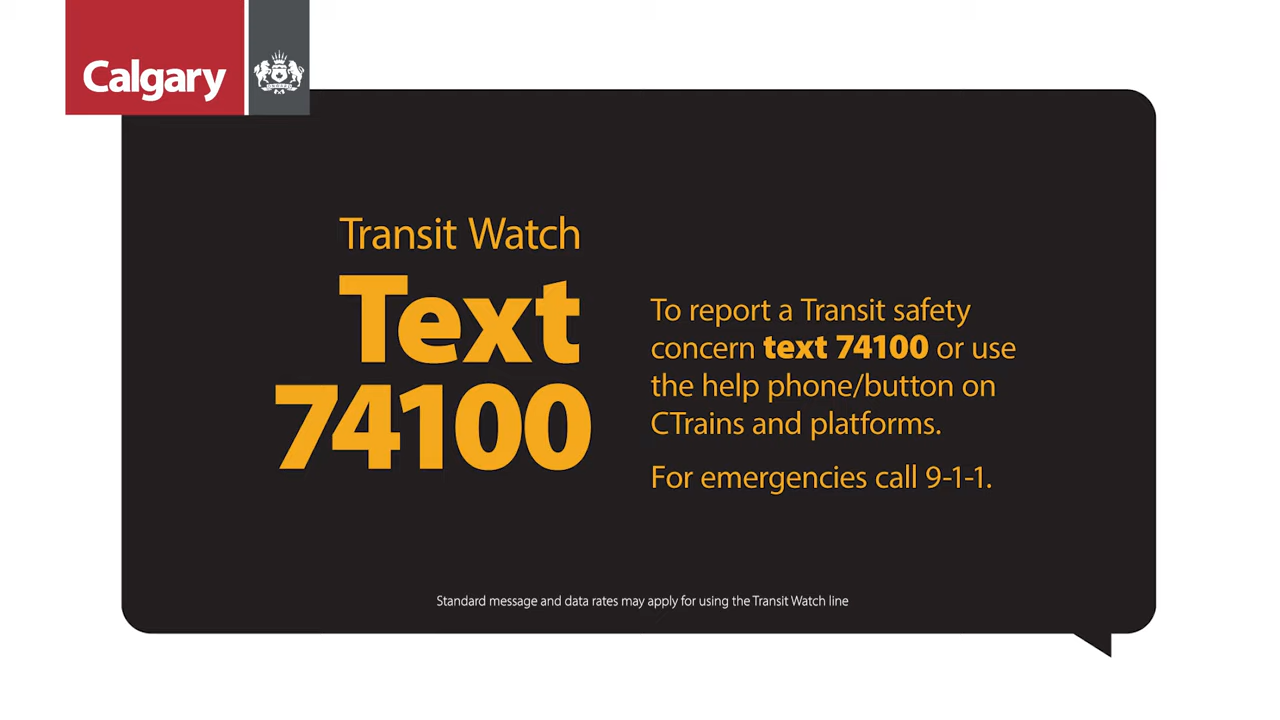 Calgary
Transit Watch
Text
74100
To report a Transit safety
concern text 74100 or use
the help phone/button on
CTrains and platforms.
For emergencies call 9-1-1.
Standard message and data rates may apply for using the Transit Watch line